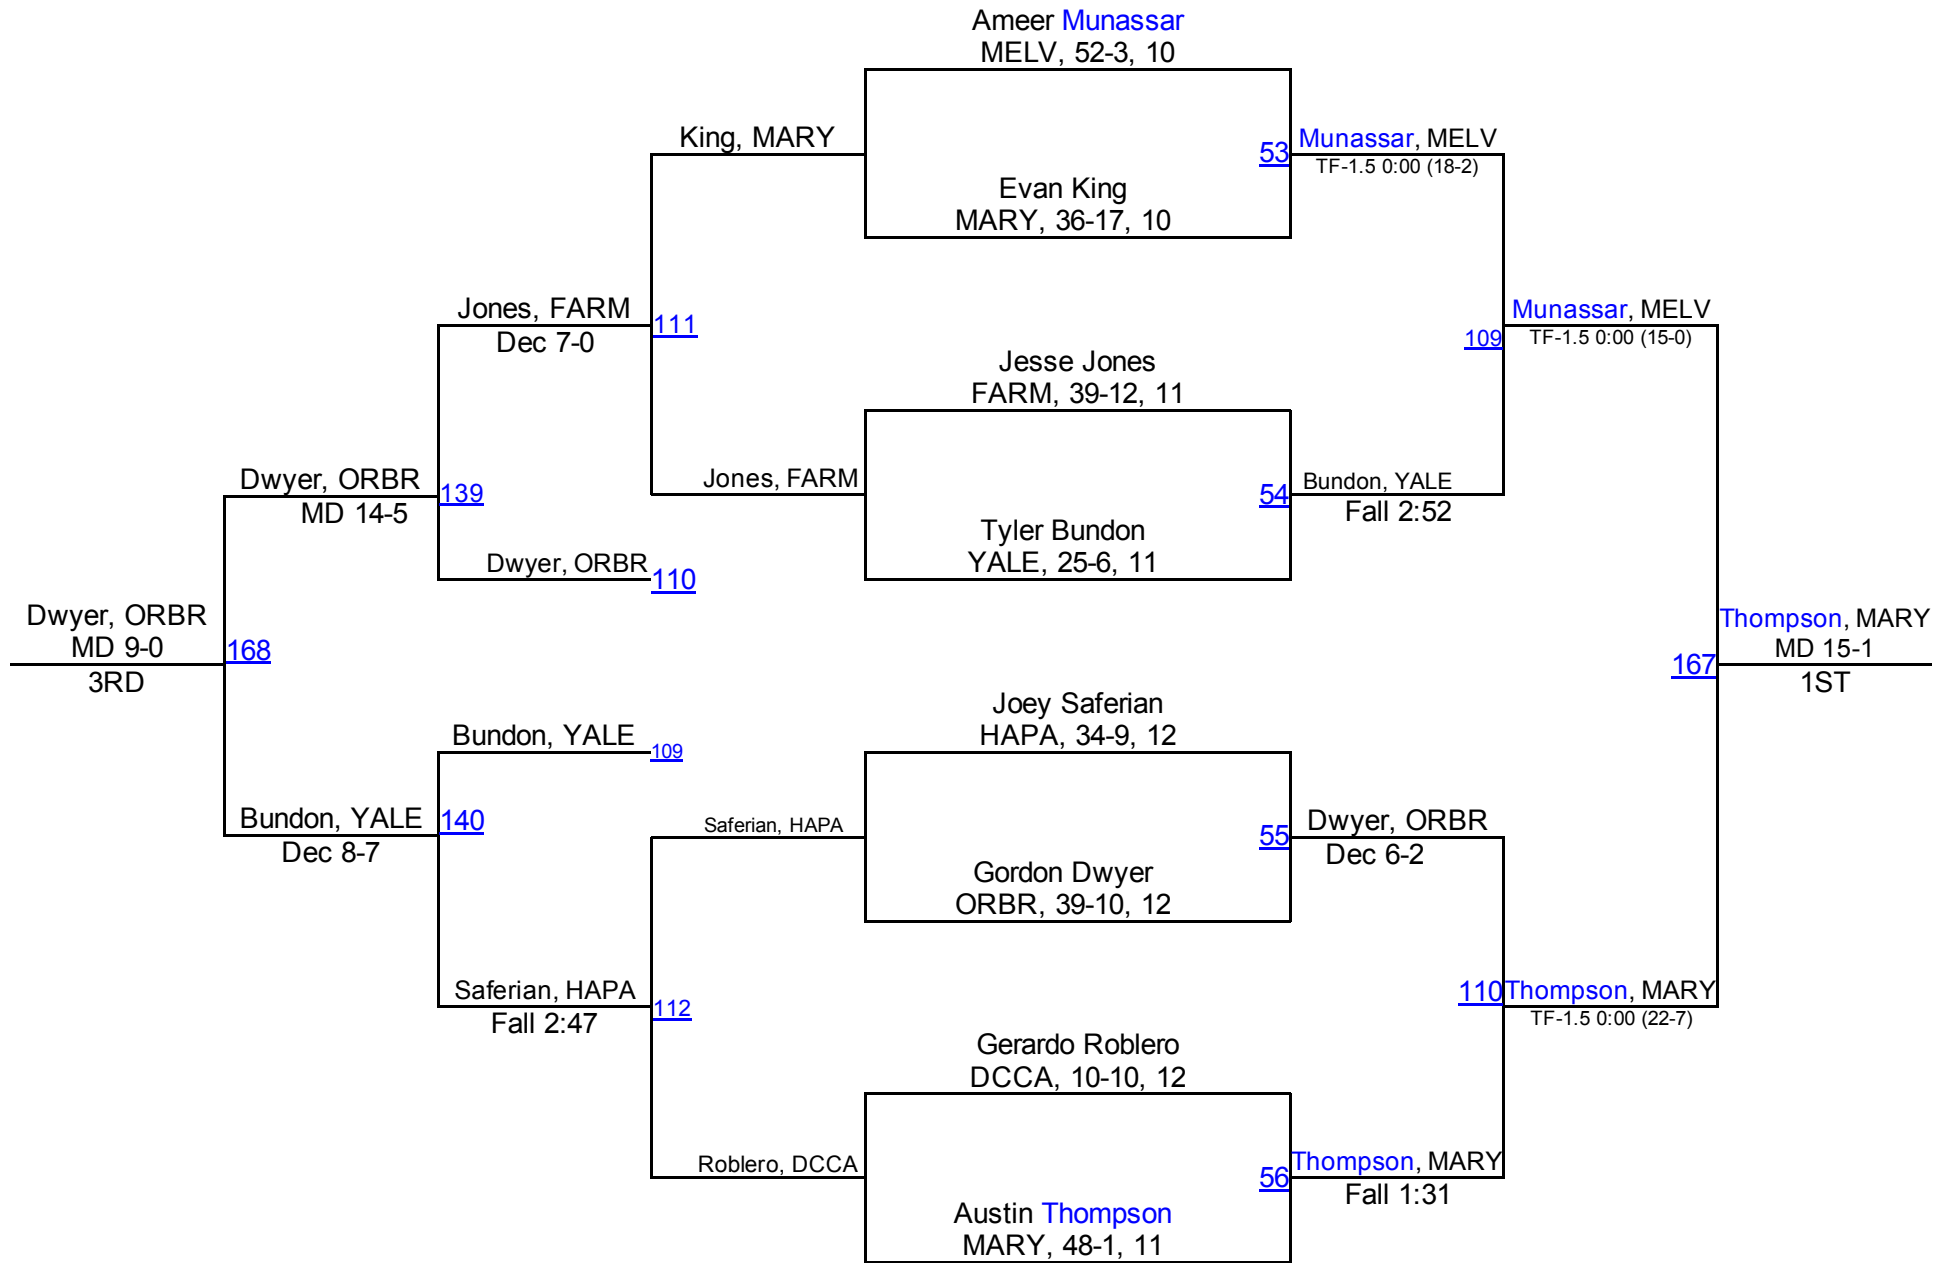 Ameer Munassar
MELV, 52-3, 10
King, MARY
53
Munassar, MELV
TF-1.5 0:00 (18-2)
Evan King
MARY, 36-17, 10
Jones, FARM
Dec 7-0
111
Munassar, MELV
TF-1.5 0:00 (15-0)
109
Jesse Jones
FARM, 39-12, 11
Dwyer, ORBR
MD 14-5
139
Jones, FARM
54
Bundon, YALE
Fall 2:52
Tyler Bundon
YALE, 25-6, 11
Dwyer, ORBR
110
Dwyer, ORBR
MD 9-0
3RD
168
Thompson, MARY
MD 15-1
1ST
167
Joey Saferian
HAPA, 34-9, 12
Bundon, YALE
109
Bundon, YALE
Dec 8-7
140
Saferian, HAPA
55
Dwyer, ORBR
Dec 6-2
Gordon Dwyer
ORBR, 39-10, 12
Saferian, HAPA
Fall 2:47
112
110
Thompson, MARY
TF-1.5 0:00 (22-7)
Gerardo Roblero
DCCA, 10-10, 12
Roblero, DCCA
56
Thompson, MARY
Fall 1:31
Austin Thompson
MARY, 48-1, 11